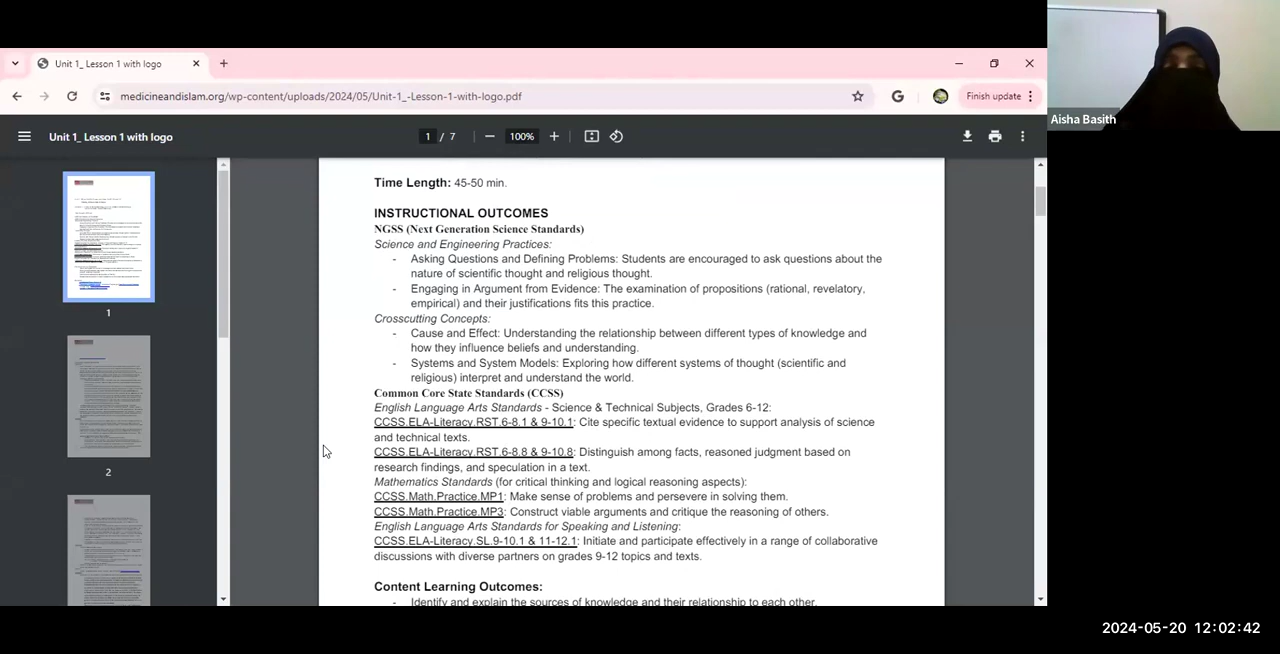 Unit 1_ Lesson 1 with logo
medicineandislam.org/wp-content/uploads/2024/05/Unit-1_-Lesson-1-with-logo.pdf
Finish update
Unit 1_ Lesson 1 with logo
1 / 7
100%
Aisha Basith
1
2
Time Length: 45-50 min.
INSTRUCTIONAL OUTCOMES
NGSS (Next Generation Science Standards)
Science and Engineering Practices:
- Asking Questions and Defining Problems: Students are encouraged to ask questions about the
nature of scientific thought and religious thought.
- Engaging in Argument from Evidence: The examination of propositions (rational, revelatory,
empirical) and their justifications fits this practice.
Crosscutting Concepts:
- Cause and Effect: Understanding the relationship between different types of knowledge and
how they influence beliefs and understanding.
- Systems and System Models: Exploring how different systems of thought (scientific and
religious) interpret and understand the world.
Common Core State Standards (CCSS)
English Language Arts Standards - Science & Technical Subjects, Grades 6-12:
CCSS.ELA-Literacy.RST.6-8.1 & 9-10.1: Cite specific textual evidence to support analysis of science
and technical texts.
CCSS.ELA-Literacy.RST.6-8.8 & 9-10.8: Distinguish among facts, reasoned judgment based on
research findings, and speculation in a text.
Mathematics Standards (for critical thinking and logical reasoning aspects):
CCSS.Math.Practice.MP1: Make sense of problems and persevere in solving them.
CCSS.Math.Practice.MP3: Construct viable arguments and critique the reasoning of others.
English Language Arts Standards for Speaking and Listening:
CCSS.ELA-Literacy.SL.9-10.1 & 11-12.1: Initiate and participate effectively in a range of collaborative
discussions with diverse partners on grades 9-12 topics and texts.
Content Learning Outcomes:
- Identify and explain the sources of knowledge and their relationship to each other.
2024-05-20 12:02:42